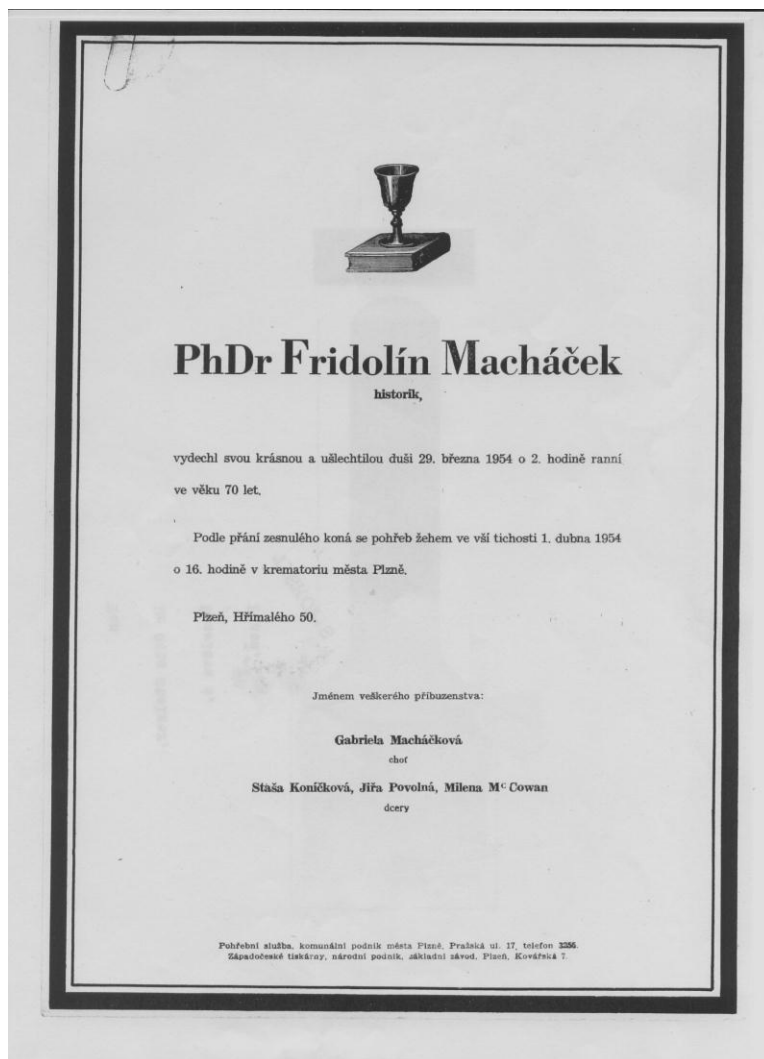 PhDr Fridolín Macháček
historik,
vydechl svou krásnou a ušlechtilou duši 29. března 1954 o 2. hodině ranní
ve věku 70 let.
Podle přání zesnulého koná se pohřeb žehem ve vší tichosti 1. dubna 1954
o 16. hodině v krematoriu města Plzně.
Plzeň, Hřímalého 50.
Jménem veškerého příbuzenstva:
Gabriela Macháčková
choť
Staša Koníčková, Jiřa Povolná, Milena Mc Cowan
dcery
Pohřební služba, komunální podnik města Plzně, Pražská ul. 17, telefon 3356.
Západočeské tiskárny, národní podnik, základní závod, Plzeň, Kovářská 7.